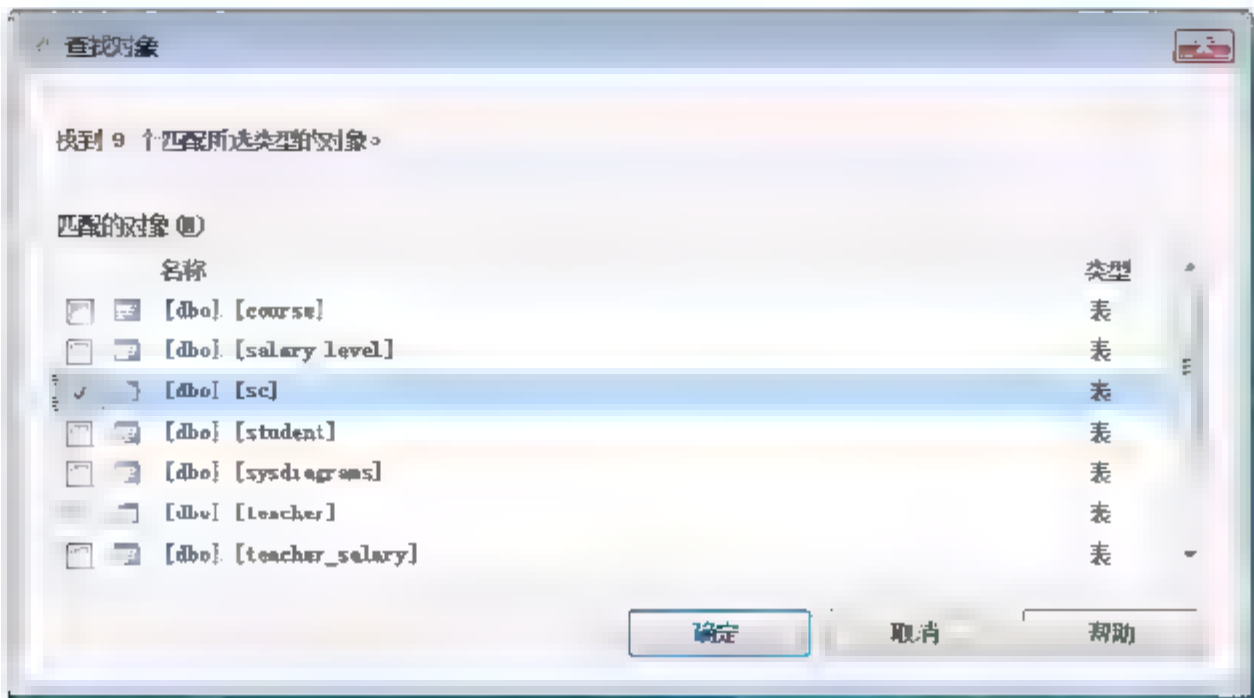 查找对象
找到 9 个匹配所选类型的对象。
匹配的对象(M)
名称 类型
[dbo].[course] 表
[dbo].[salary level] 表
[dbo].[sc] 表
[dbo].[student] 表
[dbo].[sysdiagrams] 表
[dbo].[teacher] 表
[dbo].[teacher_salary] 表
确定 取消 帮助